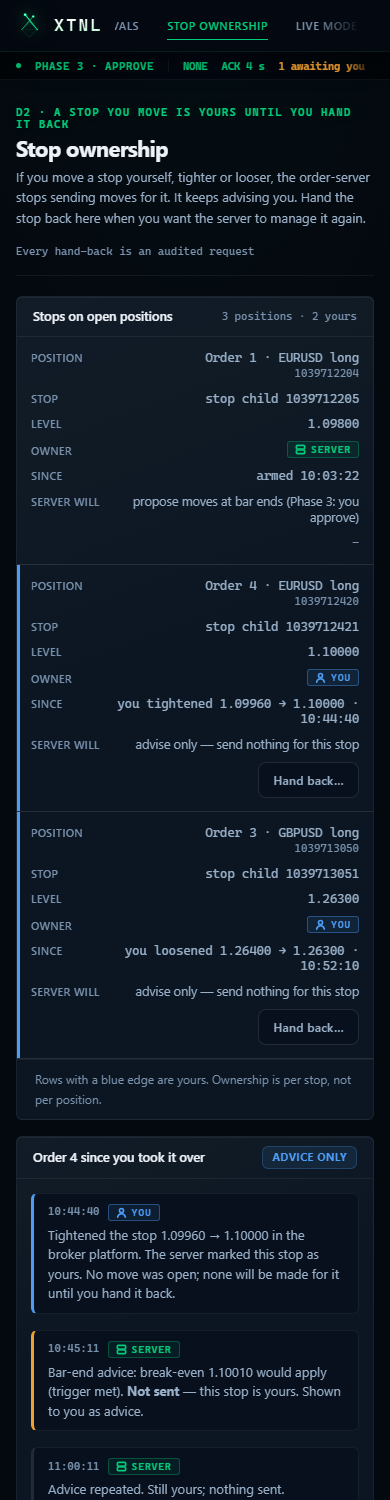 XTNL /ALS STOP OWNERSHIP LIVE MODE
PHASE 3 · APPROVE NONE ACK 4 s 1 awaiting you
D2 · A STOP YOU MOVE IS YOURS UNTIL YOU HAND
IT BACK
Stop ownership
If you move a stop yourself, tighter or looser, the order-server
stops sending moves for it. It keeps advising you. Hand the
stop back here when you want the server to manage it again.
Every hand-back is an audited request
Stops on open positions 3 positions · 2 yours
POSITION Order 1 · EURUSD long
1039712204
STOP stop child 1039712205
LEVEL 1.09800
OWNER SERVER
SINCE armed 10:03:22
SERVER WILL propose moves at bar ends (Phase 3: you
approve)
—
POSITION Order 4 · EURUSD long
1039712420
STOP stop child 1039712421
LEVEL 1.10000
OWNER YOU
SINCE you tightened 1.09960 → 1.10000 ·
10:44:40
SERVER WILL advise only — send nothing for this stop
Hand back…
POSITION Order 3 · GBPUSD long
1039713050
STOP stop child 1039713051
LEVEL 1.26300
OWNER YOU
SINCE you loosened 1.26400 → 1.26300 ·
10:52:10
SERVER WILL advise only — send nothing for this stop
Hand back…
Rows with a blue edge are yours. Ownership is per stop, not
per position.
Order 4 since you took it over ADVICE ONLY
10:44:40 YOU
Tightened the stop 1.09960 → 1.10000 in the
broker platform. The server marked this stop as
yours. No move was open; none will be made for it
until you hand it back.
10:45:11 SERVER
Bar-end advice: break-even 1.10010 would apply
(trigger met). Not sent — this stop is yours. Shown
to you as advice.
11:00:11 SERVER
Advice repeated. Still yours; nothing sent.